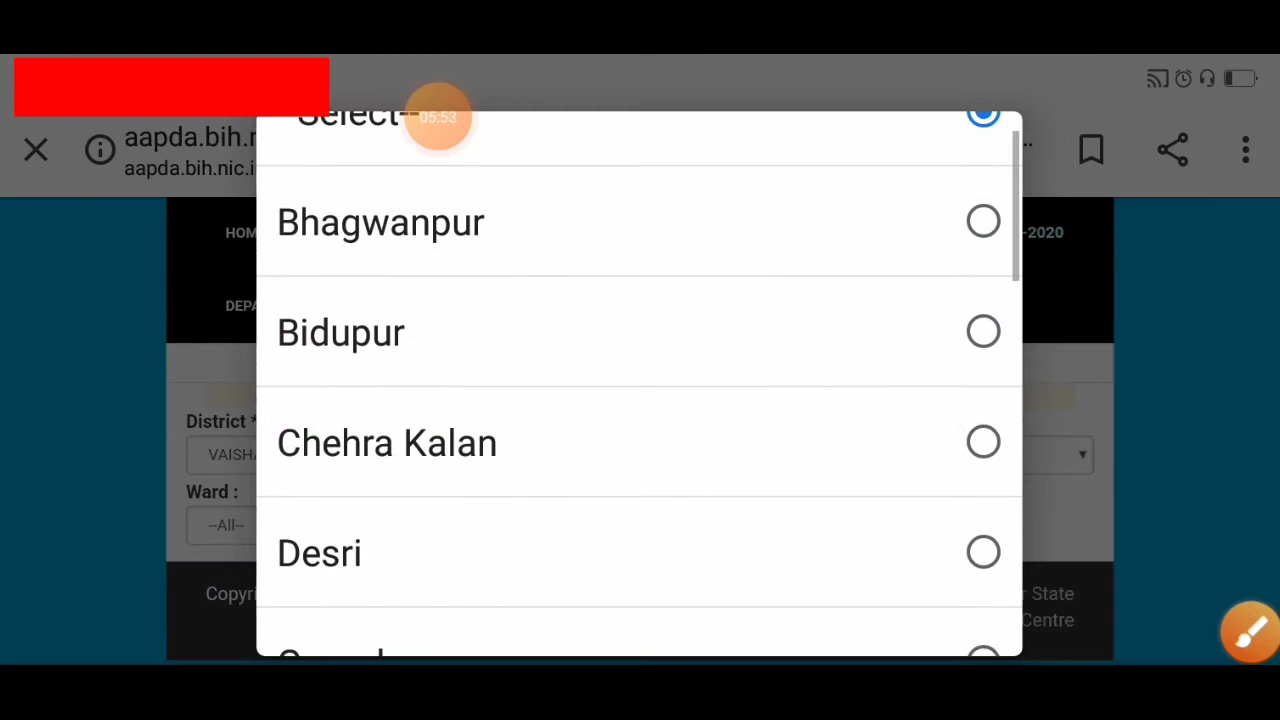 Select--
05:53
aapda.bih.n
aapda.bih.nic.i
..
Bhagwanpur
HOM
-2020
DEPA
Bidupur
District *
Chehra Kalan
VAISHA
Ward :
--All--
Desri
Copyri
r State
Centre